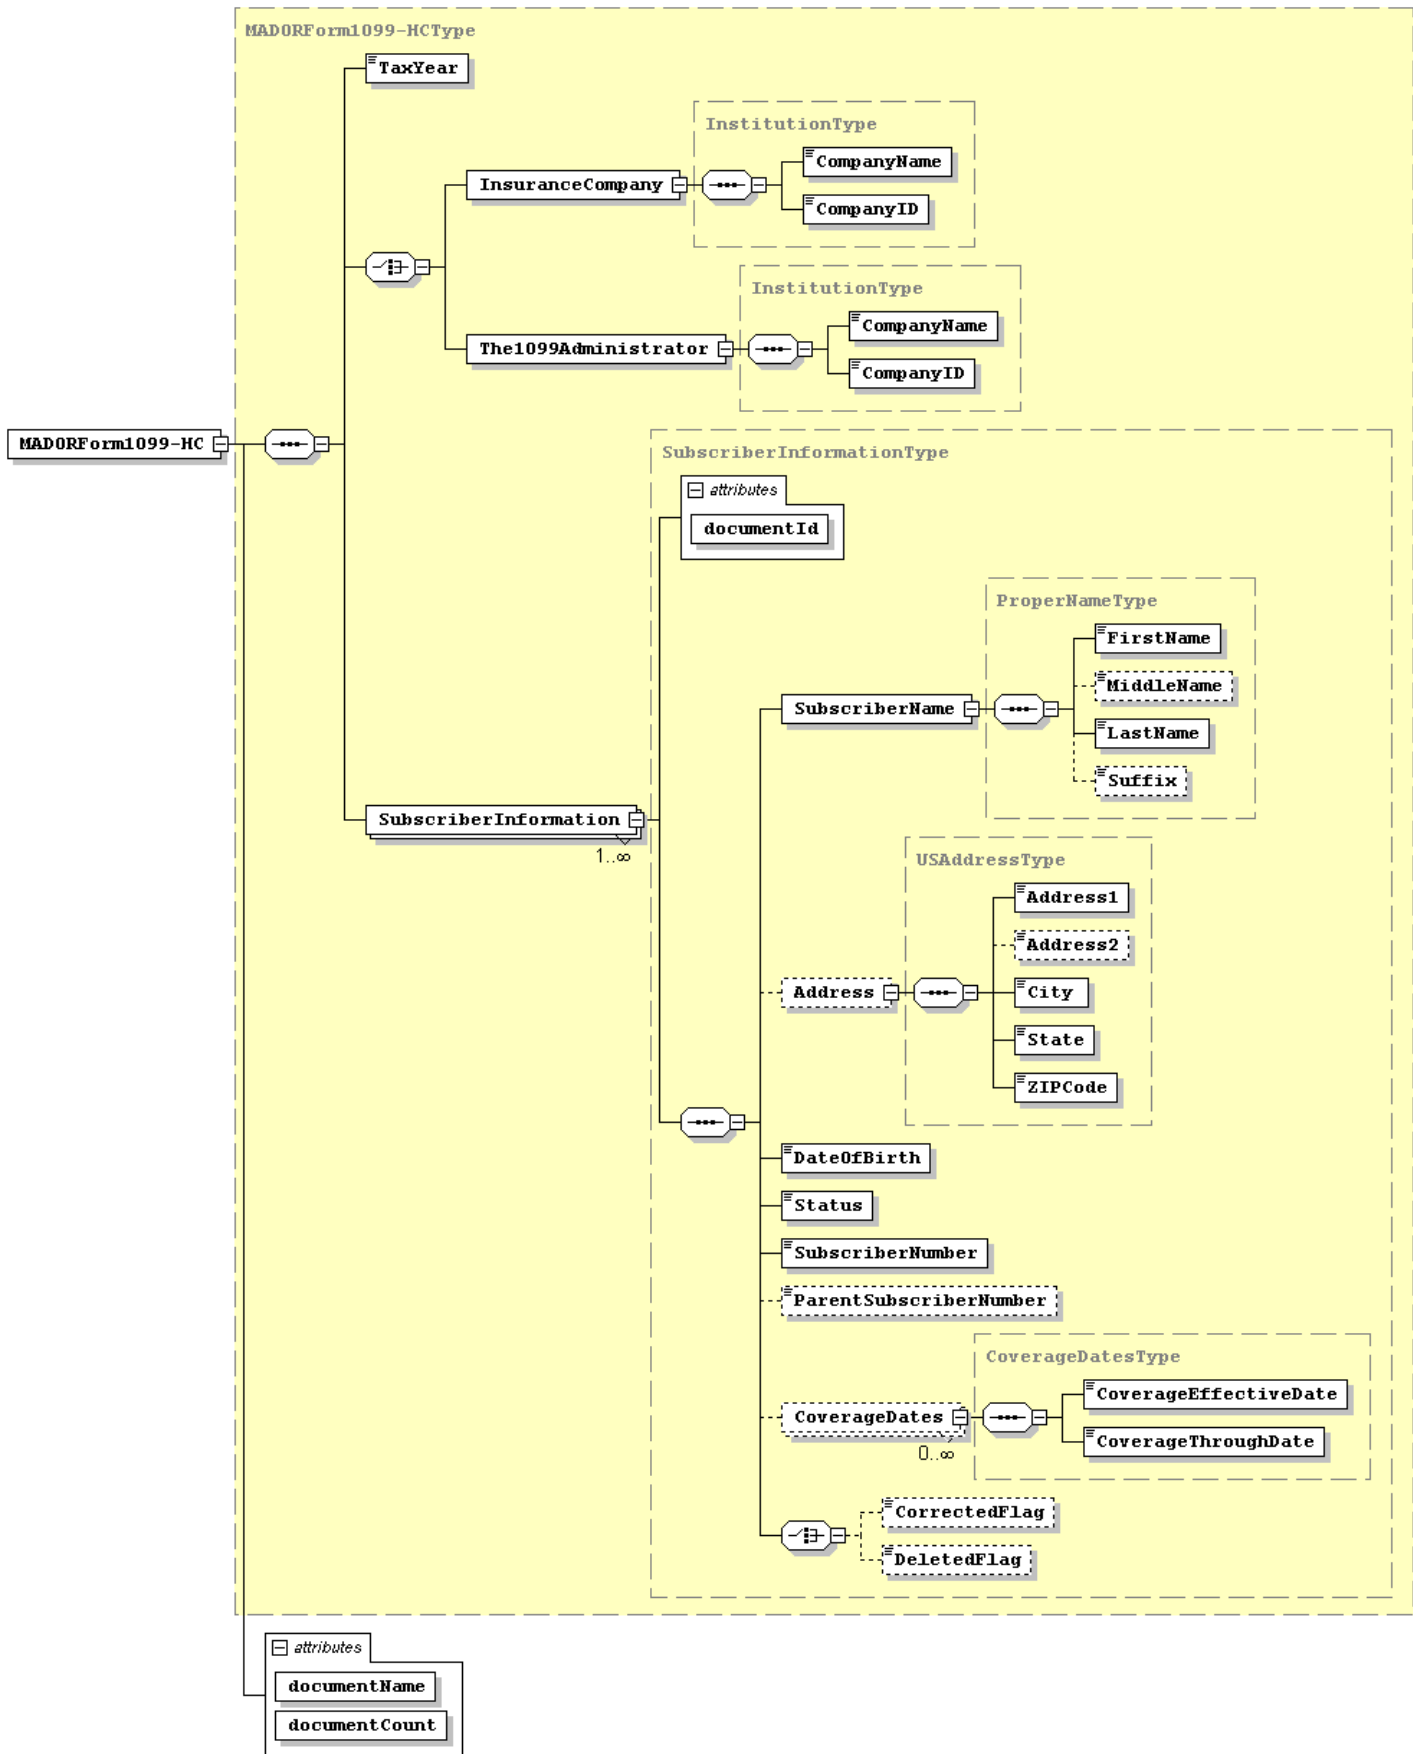 MADORForm1099-HCType
TaxYear
InstitutionType
CompanyName
InsuranceCompany
CompanyID
InstitutionType
CompanyName
The1099Administrator
CompanyID
MADORForm1099-HC
SubscriberInformationType
attributes
documentId
ProperNameType
FirstName
MiddleName
SubscriberName
LastName
Suffix
SubscriberInformation
1..∞
USAddressType
Address1
Address2
Address
City
State
ZIPCode
DateOfBirth
Status
SubscriberNumber
ParentSubscriberNumber
CoverageDatesType
CoverageEffectiveDate
CoverageDates
CoverageThroughDate
0..∞
CorrectedFlag
DeletedFlag
attributes
documentName
documentCount